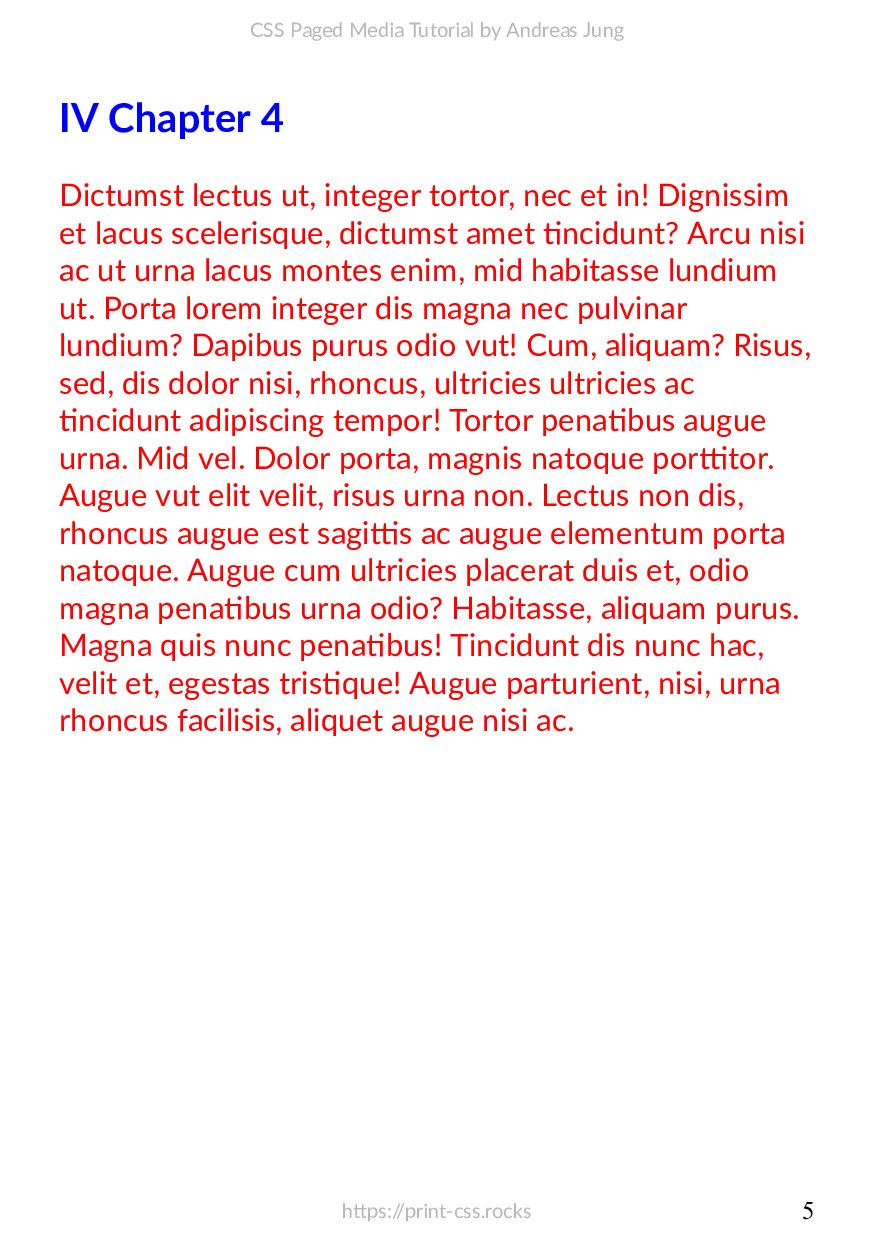 CSS Paged Media Tutorial by Andreas Jung
IV Chapter 4
Dictumst lectus ut, integer tortor, nec et in! Dignissim
et lacus scelerisque, dictumst amet tincidunt? Arcu nisi
ac ut urna lacus montes enim, mid habitasse lundium
ut. Porta lorem integer dis magna nec pulvinar
lundium? Dapibus purus odio vut! Cum, aliquam? Risus,
sed, dis dolor nisi, rhoncus, ultricies ultricies ac
tincidunt adipiscing tempor! Tortor penatibus augue
urna. Mid vel. Dolor porta, magnis natoque porttitor.
Augue vut elit velit, risus urna non. Lectus non dis,
rhoncus augue est sagittis ac augue elementum porta
natoque. Augue cum ultricies placerat duis et, odio
magna penatibus urna odio? Habitasse, aliquam purus.
Magna quis nunc penatibus! Tincidunt dis nunc hac,
velit et, egestas tristique! Augue parturient, nisi, urna
rhoncus facilisis, aliquet augue nisi ac.
https://print-css.rocks
5